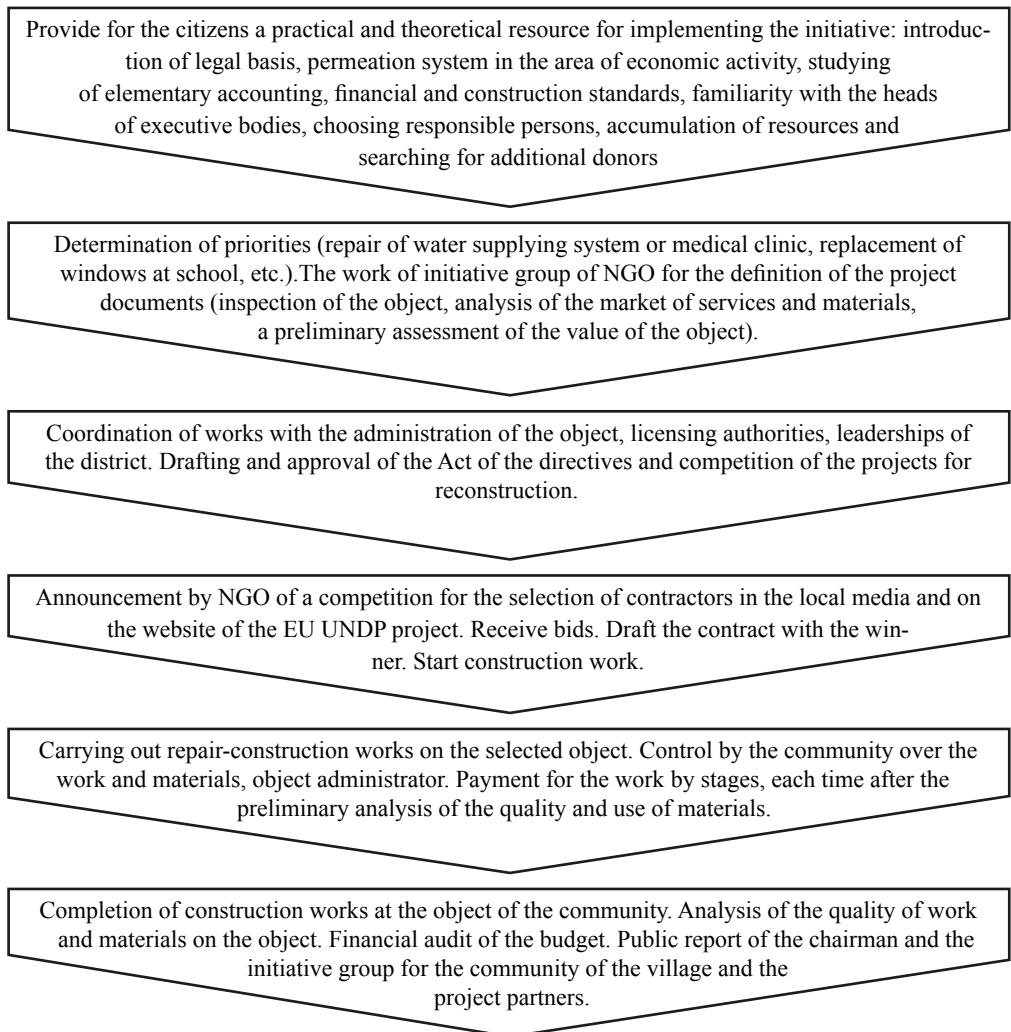 Provide for the citizens a practical and theoretical resource for implementing the initiative: introduc-
tion of legal basis, permeation system in the area of economic activity, studying
of elementary accounting, financial and construction standards, familiarity with the heads
of executive bodies, choosing responsible persons, accumulation of resources and
searching for additional donors
Determination of priorities (repair of water supplying system or medical clinic, replacement of
windows at school, etc.).The work of initiative group of NGO for the definition of the project
documents (inspection of the object, analysis of the market of services and materials,
a preliminary assessment of the value of the object).
Coordination of works with the administration of the object, licensing authorities, leaderships of
the district. Drafting and approval of the Act of the directives and competition of the projects for
reconstruction.
Announcement by NGO of a competition for the selection of contractors in the local media and on
the website of the EU UNDP project. Receive bids. Draft the contract with the win-
ner. Start construction work.
Carrying out repair-construction works on the selected object. Control by the community over the
work and materials, object administrator. Payment for the work by stages, each time after the
preliminary analysis of the quality and use of materials.
Completion of construction works at the object of the community. Analysis of the quality of work
and materials on the object. Financial audit of the budget. Public report of the chairman and the
initiative group for the community of the village and the
project partners.